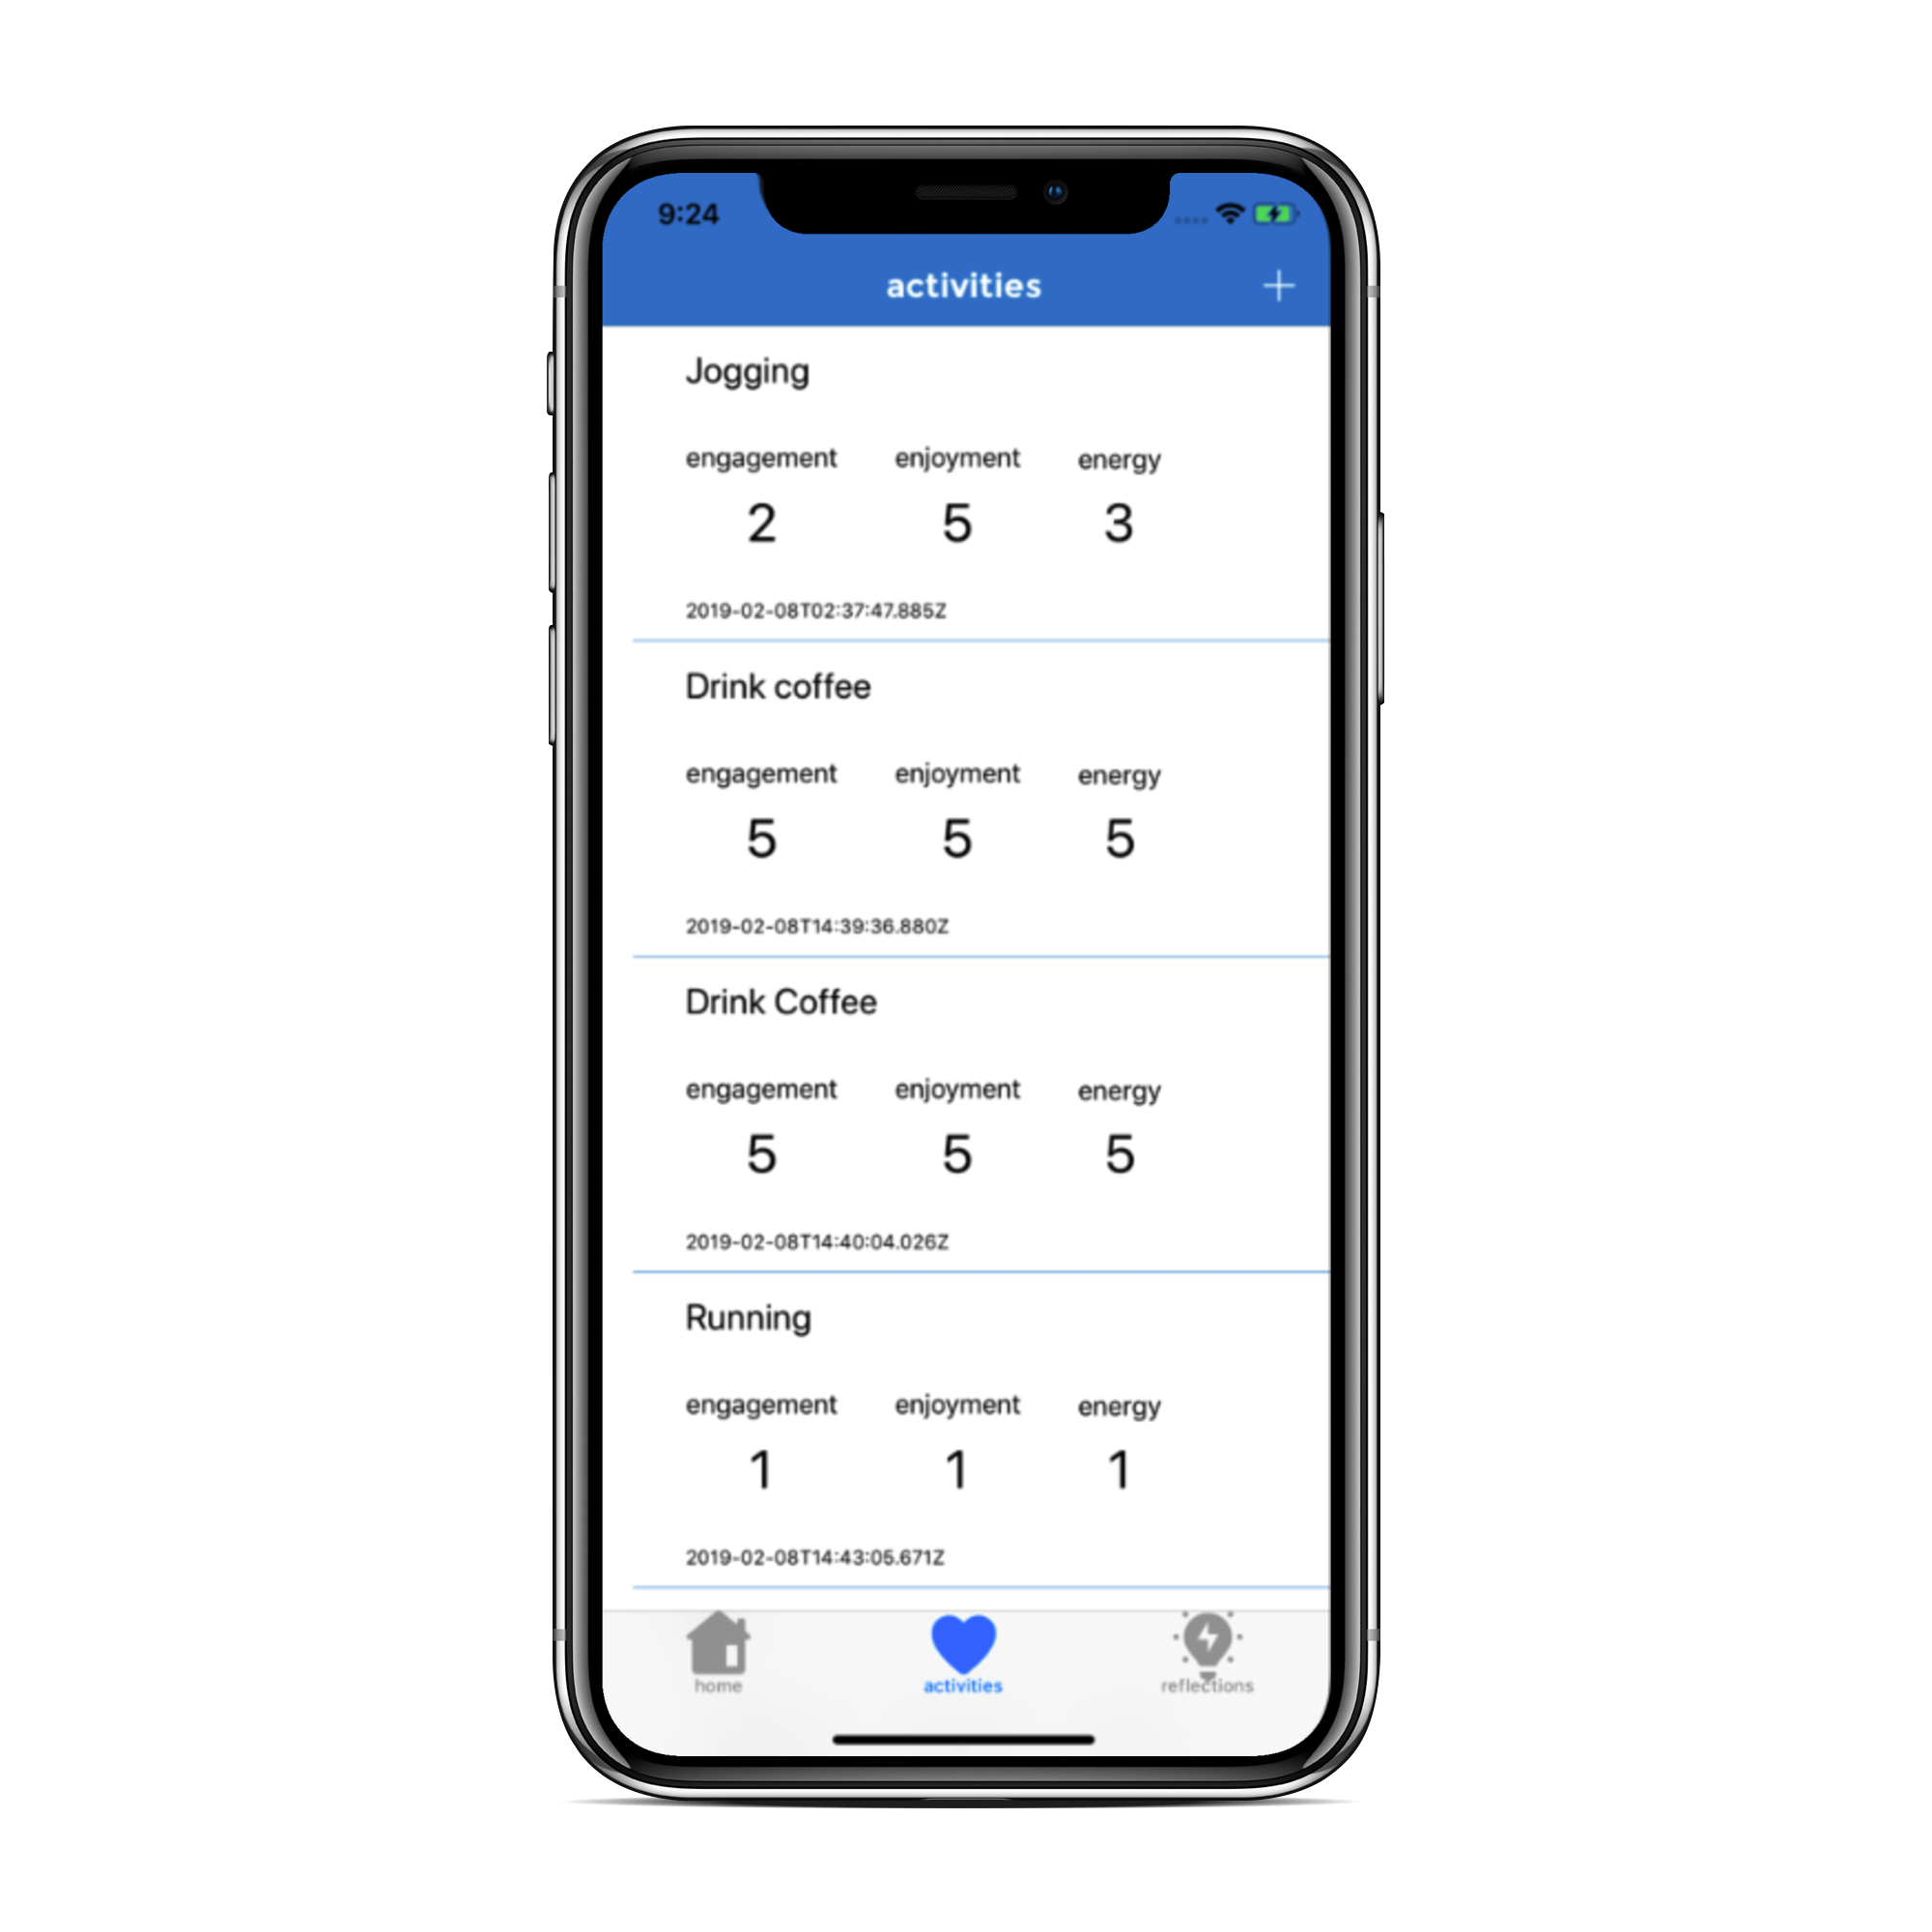 9:24
activities
Jogging
engagement enjoyment energy
2 5 3
2019-02-08T02:37:47.885Z
Drink coffee
engagement enjoyment energy
5 5 5
2019-02-08T14:39:36.880Z
Drink Coffee
engagement enjoyment energy
5 5 5
2019-02-08T14:40:04.026Z
Running
engagement enjoyment energy
1 1 1
2019-02-08T14:43:05.671Z
home activities reflections